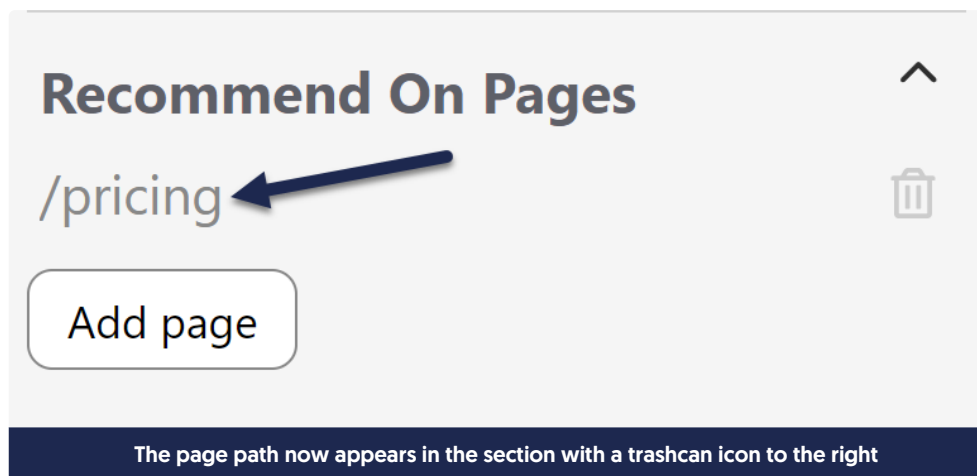 Recommend On Pages
/pricing
Add page
The page path now appears in the section with a trashcan icon to the right